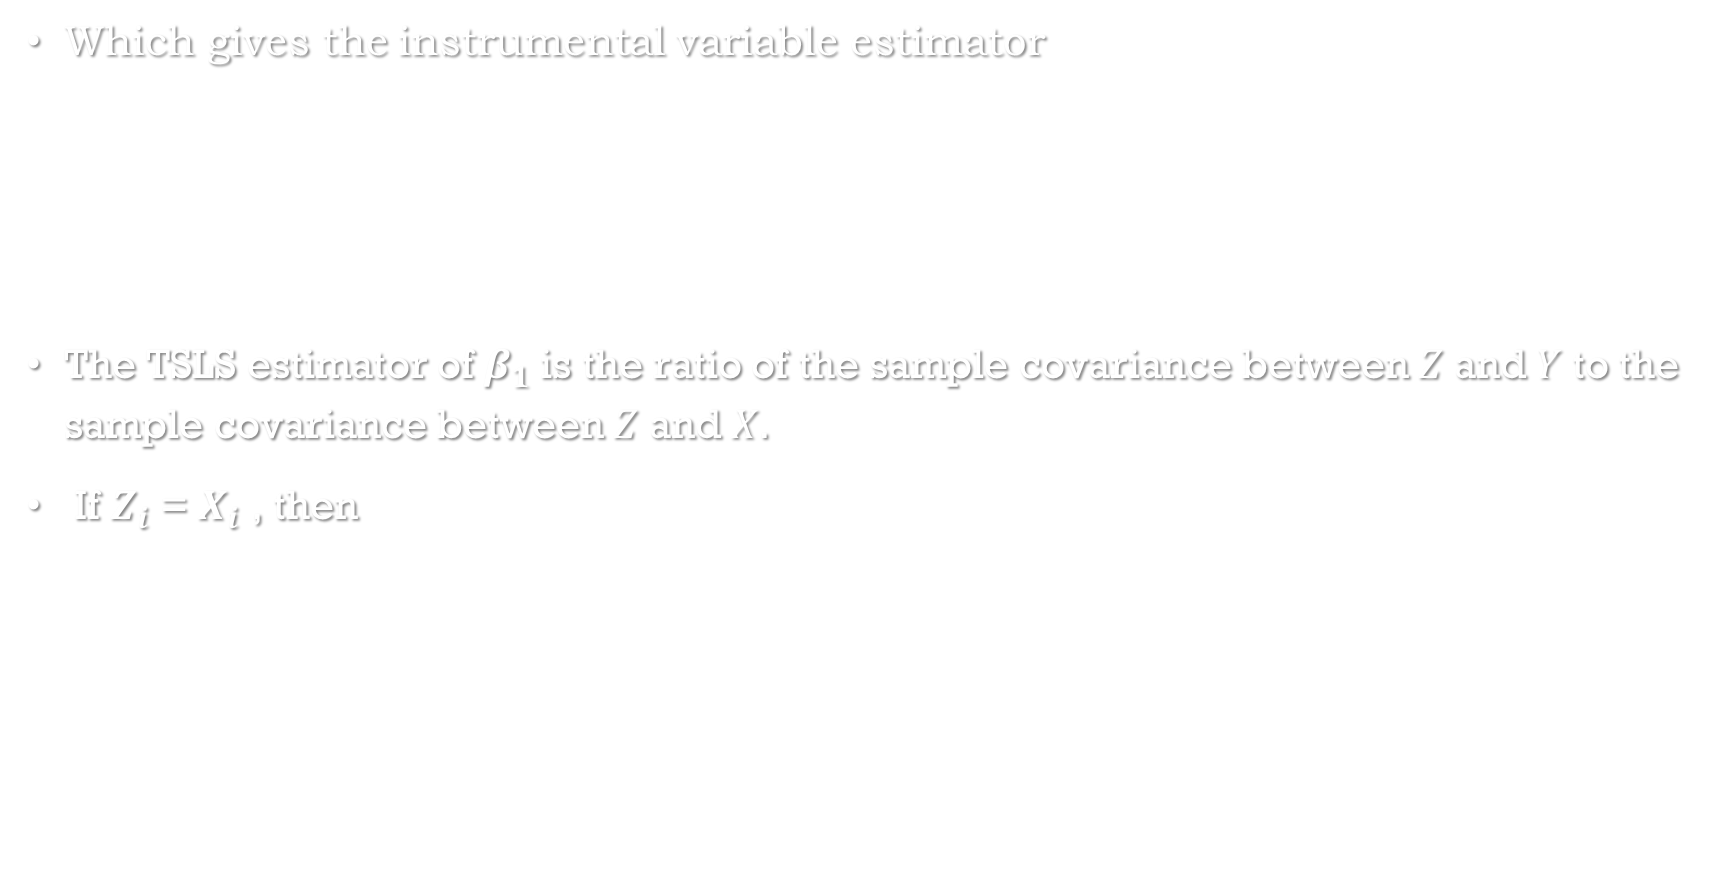 • Which gives the instrumental variable estimator
• The TSLS estimator of β₁ is the ratio of the sample covariance between Z and Y to the
sample covariance between Z and X.
• If Zᵢ = Xᵢ , then